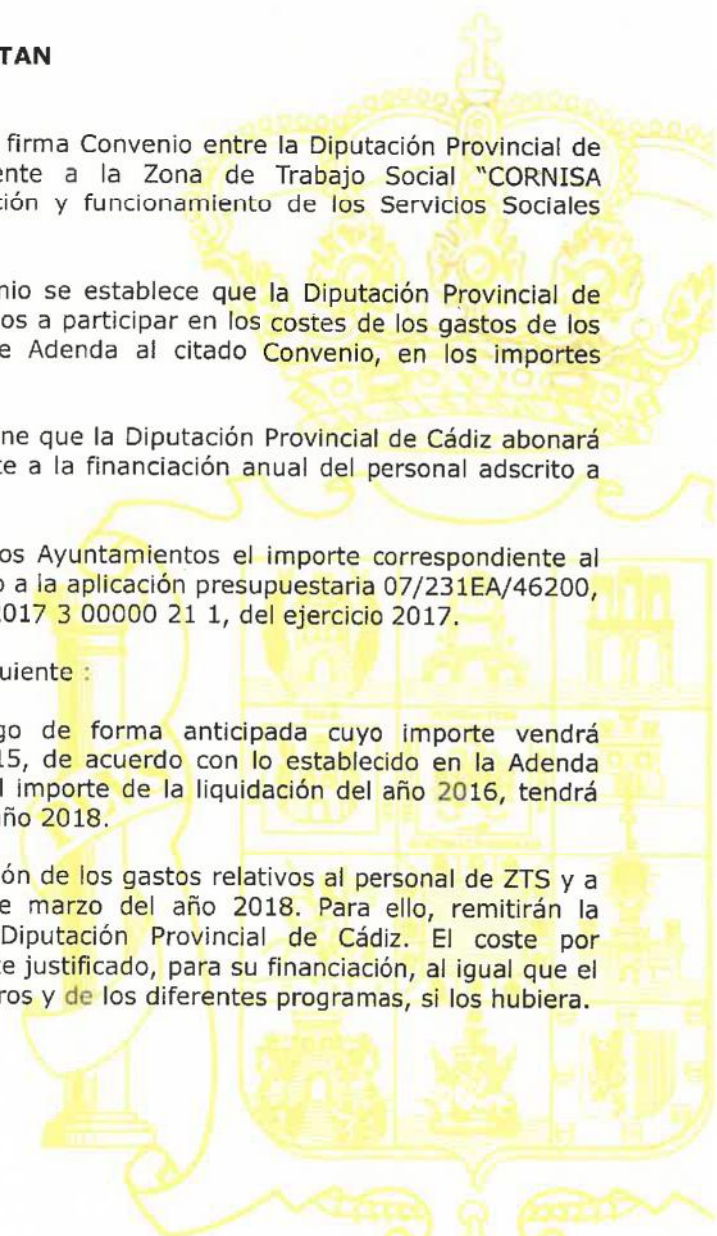 TAN
firma Convenio entre la Diputación Provincial de
ente a la Zona de Trabajo Social "CORNISA
ción y funcionamiento de los Servicios Sociales
nio se establece que la Diputación Provincial de
os a participar en los costes de los gastos de los
e Adenda al citado Convenio, en los importes
ne que la Diputación Provincial de Cádiz abonará
te a la financiación anual del personal adscrito a
os Ayuntamientos el importe correspondiente al
o a la aplicación presupuestaria 07/231EA/46200,
2017 3 00000 21 1, del ejercicio 2017.
uiente :
go de forma anticipada cuyo importe vendrá
15, de acuerdo con lo establecido en la Adenda
l importe de la liquidación del año 2016, tendrá
año 2018.
ón de los gastos relativos al personal de ZTS y a
e marzo del año 2018. Para ello, remitirán la
Diputación Provincial de Cádiz. El coste por
te justificado, para su financiación, al igual que el
ros y de los diferentes programas, si los hubiera.